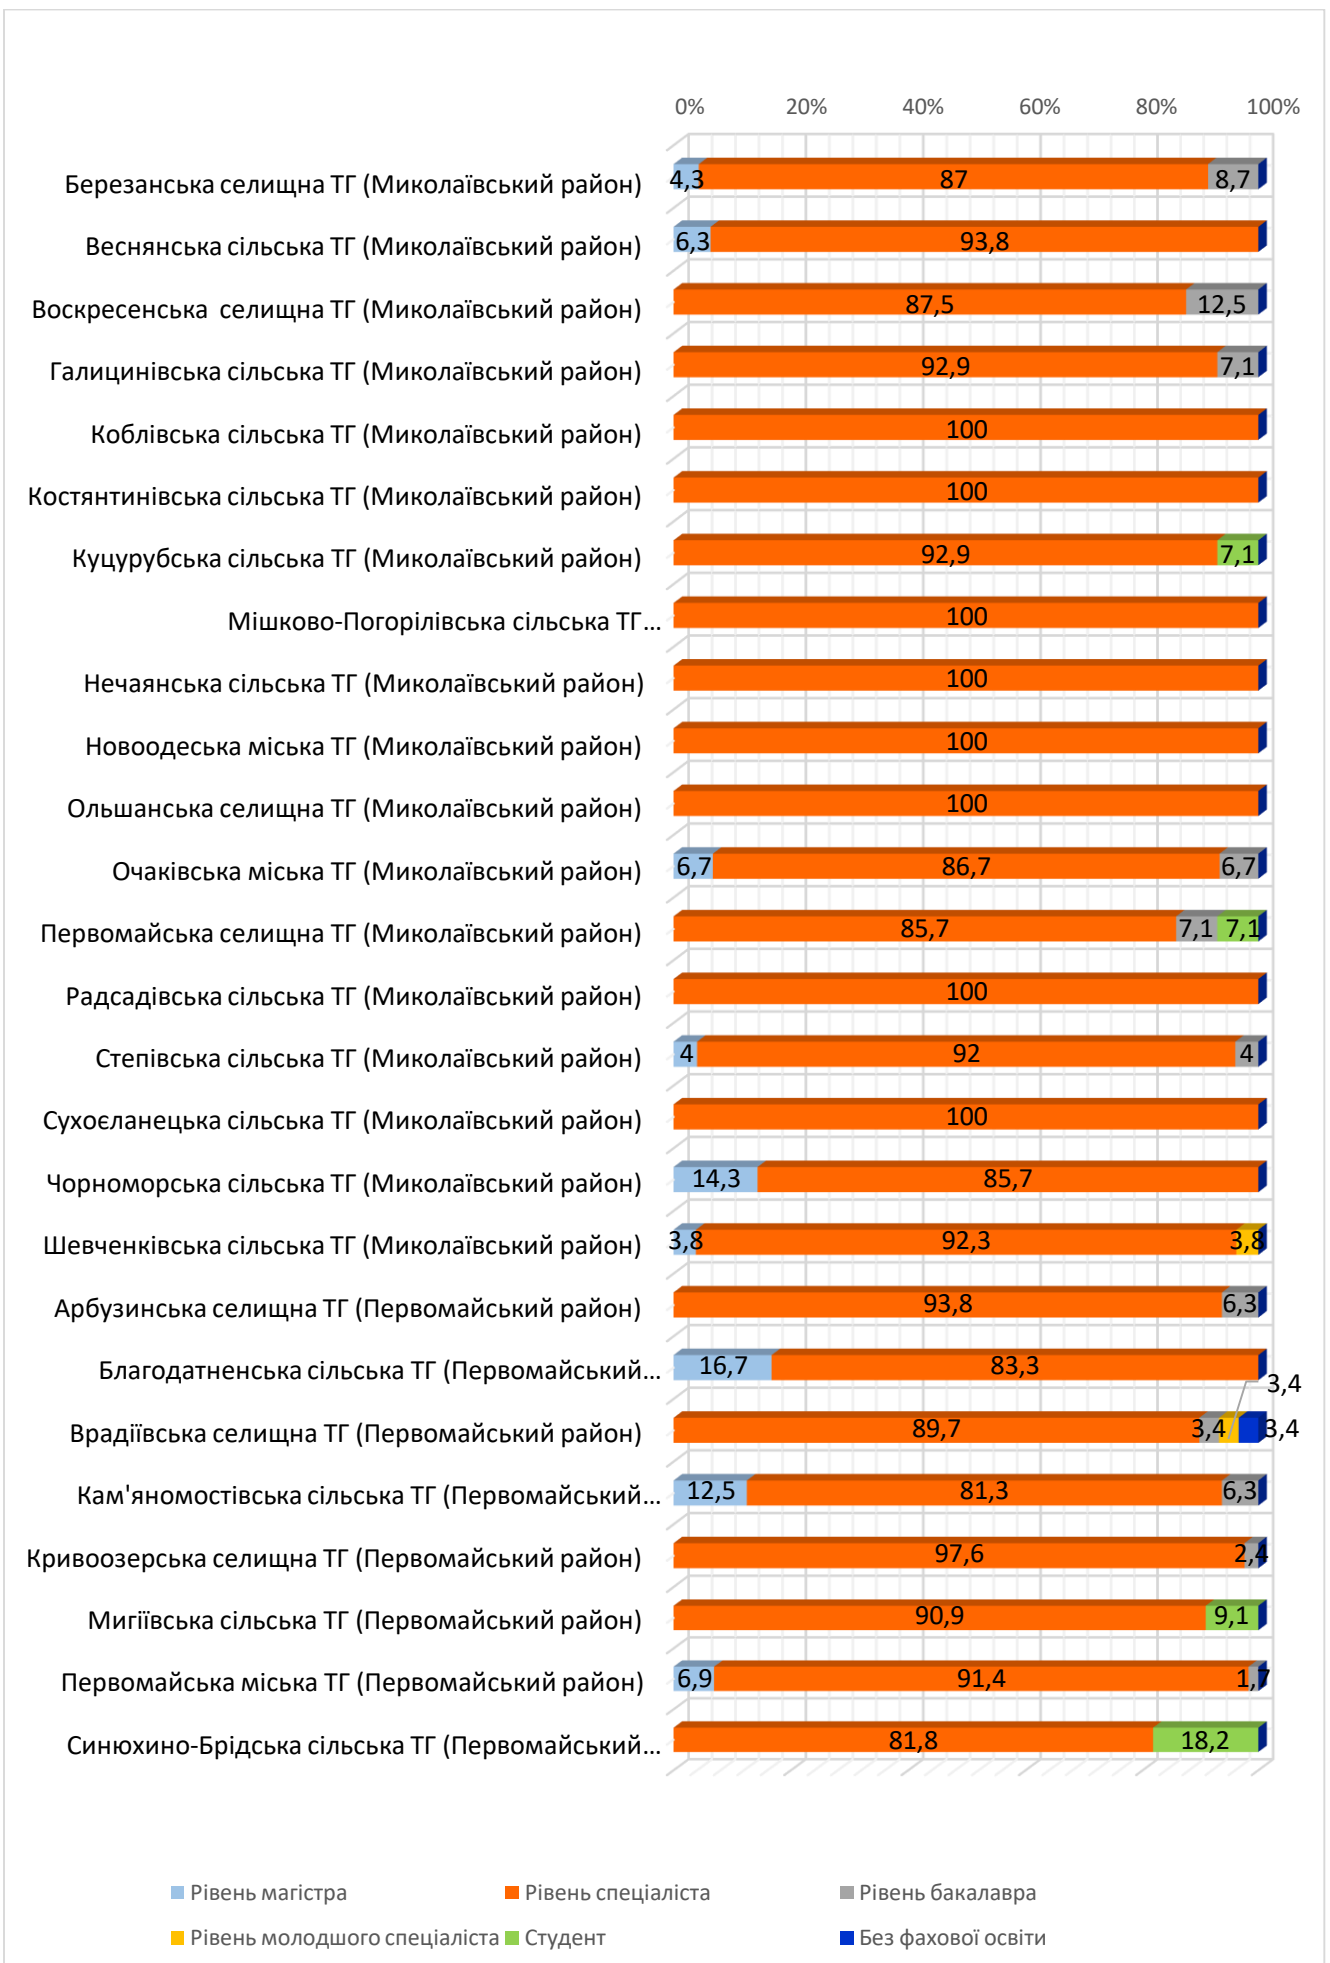 0% 20% 40% 60% 80% 100%
Березанська селищна ТГ (Миколаївський район) 4,3 87 8,7
Веснянська сільська ТГ (Миколаївський район) 6,3 93,8
Воскресенська селищна ТГ (Миколаївський район) 87,5 12,5
Галицинівська сільська ТГ (Миколаївський район) 92,9 7,1
Коблівська сільська ТГ (Миколаївський район) 100
Костянтинівська сільська ТГ (Миколаївський район) 100
Куцурубська сільська ТГ (Миколаївський район) 92,9 7,1
Мішково-Погорілівська сільська ТГ... 100
Нечаянська сільська ТГ (Миколаївський район) 100
Новоодеська міська ТГ (Миколаївський район) 100
Ольшанська селищна ТГ (Миколаївський район) 100
Очаківська міська ТГ (Миколаївський район) 6,7 86,7 6,7
Первомайська селищна ТГ (Миколаївський район) 85,7 7,1 7,1
Радсадівська сільська ТГ (Миколаївський район) 100
Степівська сільська ТГ (Миколаївський район) 4 92 4
Сухоєланецька сільська ТГ (Миколаївський район) 100
Чорноморська сільська ТГ (Миколаївський район) 14,3 85,7
Шевченківська сільська ТГ (Миколаївський район) 3,8 92,3 3,8
Арбузинська селищна ТГ (Первомайський район) 93,8 6,3
Благодатненська сільська ТГ (Первомайський... 16,7 83,3
3,4
Врадіївська селищна ТГ (Первомайський район) 89,7 3,4 3,4
Кам'яномостівська сільська ТГ (Первомайський... 12,5 81,3 6,3
Кривоозерська селищна ТГ (Первомайський район) 97,6 2,4
Мигіївська сільська ТГ (Первомайський район) 90,9 9,1
Первомайська міська ТГ (Первомайський район) 6,9 91,4 1,7
Синюхино-Брідська сільська ТГ (Первомайський... 81,8 18,2
Рівень магістра Рівень спеціаліста Рівень бакалавра
Рівень молодшого спеціаліста Студент Без фахової освіти